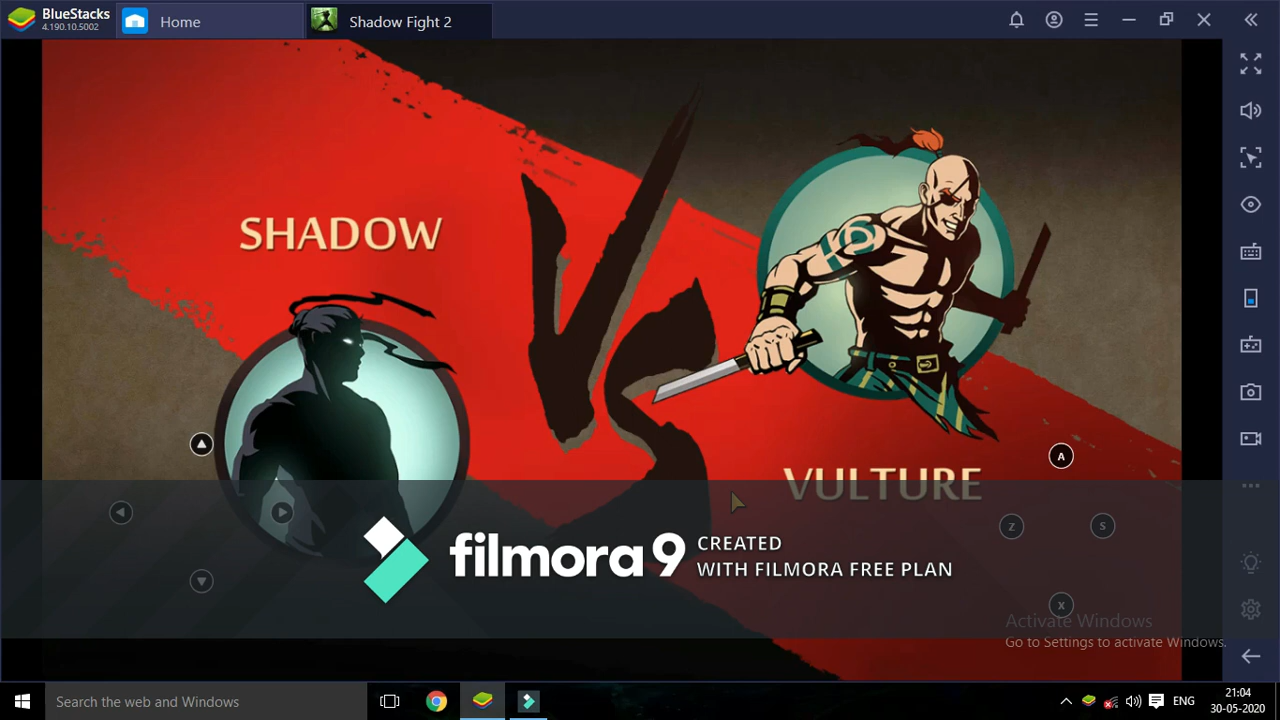 BlueStacks
4.190.10.5002
Home
Shadow Fight 2
SHADOW
VULTURE
A
Z
S
X
filmora 9
CREATED
WITH FILMORA FREE PLAN
Activate Windows
Go to Settings to activate Windows.
Search the web and Windows
ENG
21:04
30-05-2020